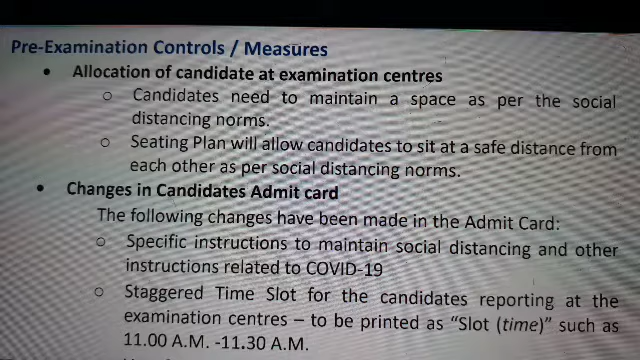 Pre-Examination Controls / Measures
• Allocation of candidate at examination centres
o Candidates need to maintain a space as per the social
distancing norms.
o Seating Plan will allow candidates to sit at a safe distance from
each other as per social distancing norms.
• Changes in Candidates Admit card
The following changes have been made in the Admit Card:
o Specific instructions to maintain social distancing and other
instructions related to COVID-19
o Staggered Time Slot for the candidates reporting at the
examination centres – to be printed as “Slot (time)” such as
11.00 A.M. -11.30 A.M.